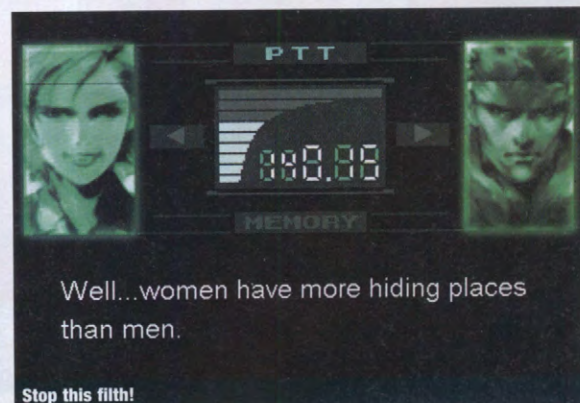 PTT
MEMORY
Well...women have more hiding places
than men.
Stop this filth!